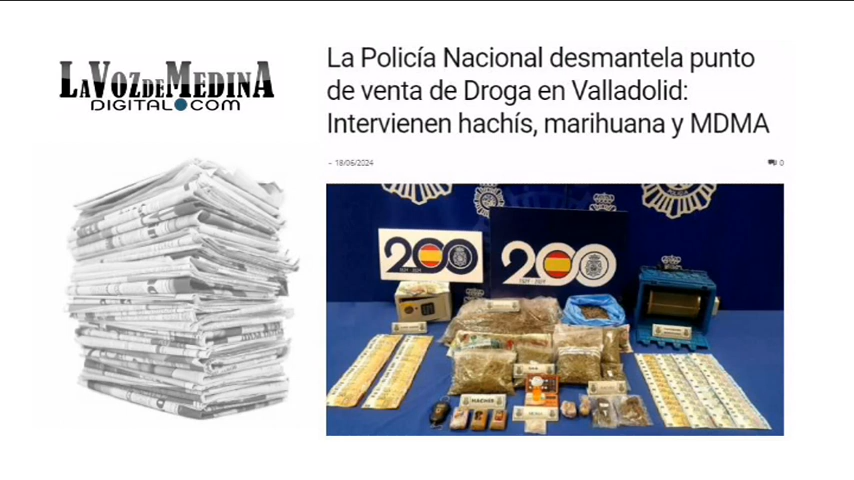 LAVOZDEMEDINA
DIGITAL.COM
La Policía Nacional desmantela punto
de venta de Droga en Valladolid:
Intervienen hachís, marihuana y MDMA
- 18/06/2024
0
200
200
HACHIS